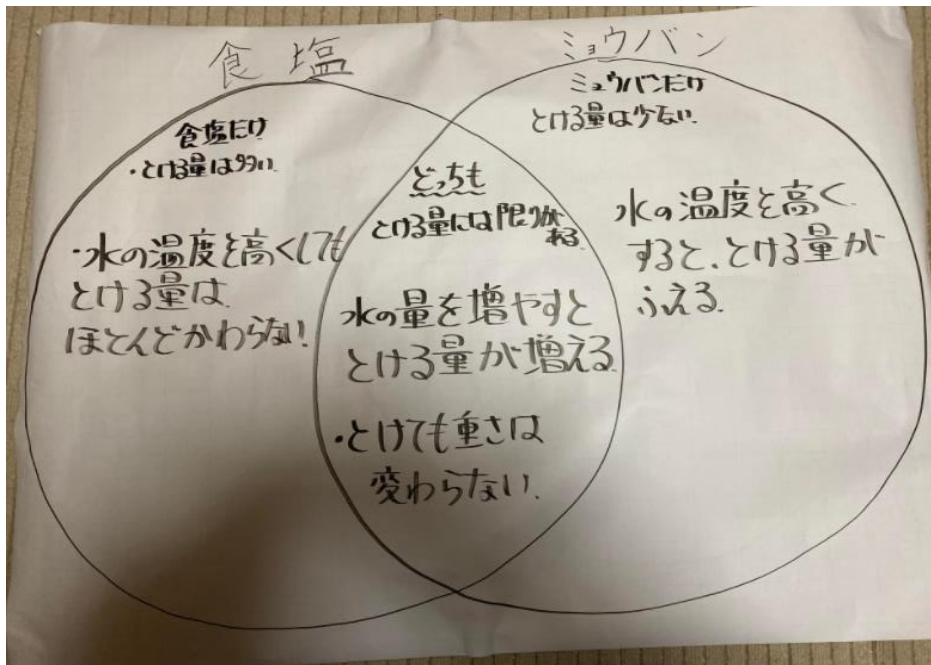 食塩
食塩だけ
・とける量は多い.
・水の温度を高くしても
とける量は
ほとんどかわらない!
どっちも
とける量には限りが
ある.
水の量を増やすと
とける量が増える.
・とけても重さは
変わらない.
ミョウバン
ミョウバンだけ
とける量は少ない.
水の温度を高く
すると、とける量が
ふえる.